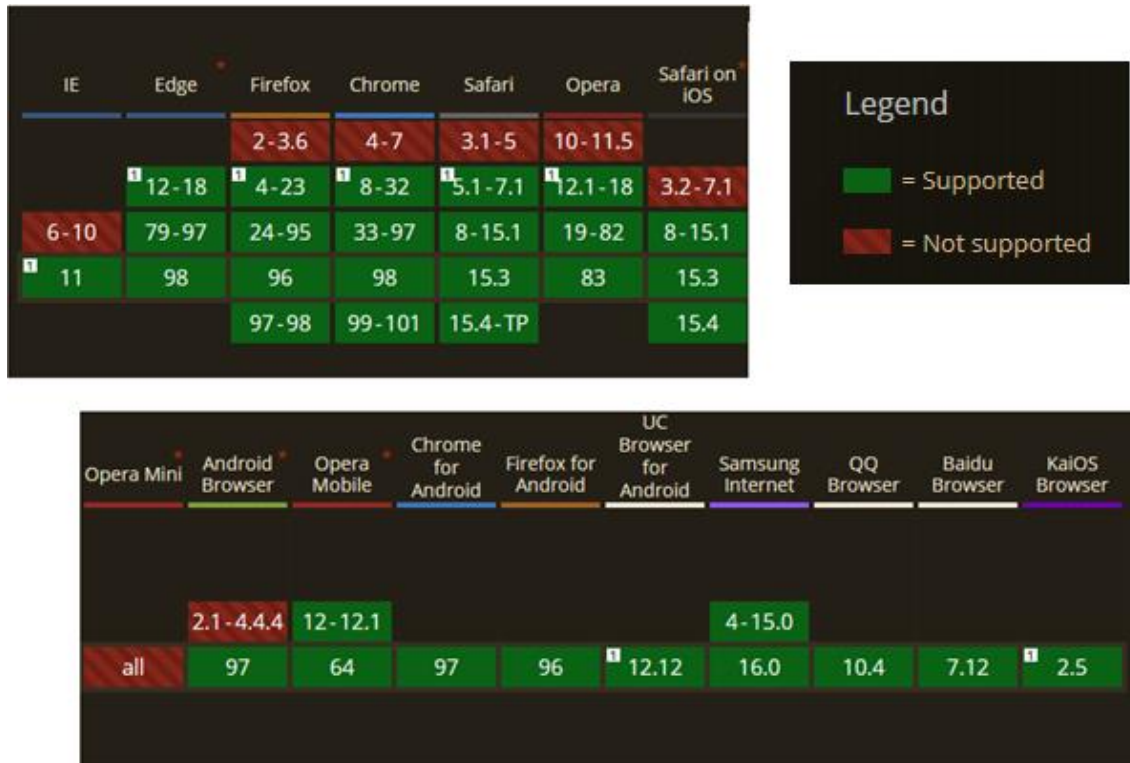 IE Edge * Firefox Chrome Safari Opera Safari on *
iOS
2-3.6 4-7 3.1-5 10-11.5
1 12-18 1 4-23 1 8-32 1 5.1-7.1 1 12.1-18 3.2-7.1
6-10 79-97 24-95 33-97 8-15.1 19-82 8-15.1
1 11 98 96 98 15.3 83 15.3
97-98 99-101 15.4-TP 15.4
Legend
= Supported
= Not supported
Opera Mini *
Android *
Browser
Opera *
Mobile
Chrome
for
Android
Firefox for
Android
UC
Browser
for
Android
Samsung
Internet
QQ
Browser
Baidu
Browser
KaiOS
Browser
2.1-4.4.4 12-12.1 4-15.0
all 97 64 97 96 1 12.12 16.0 10.4 7.12 1 2.5